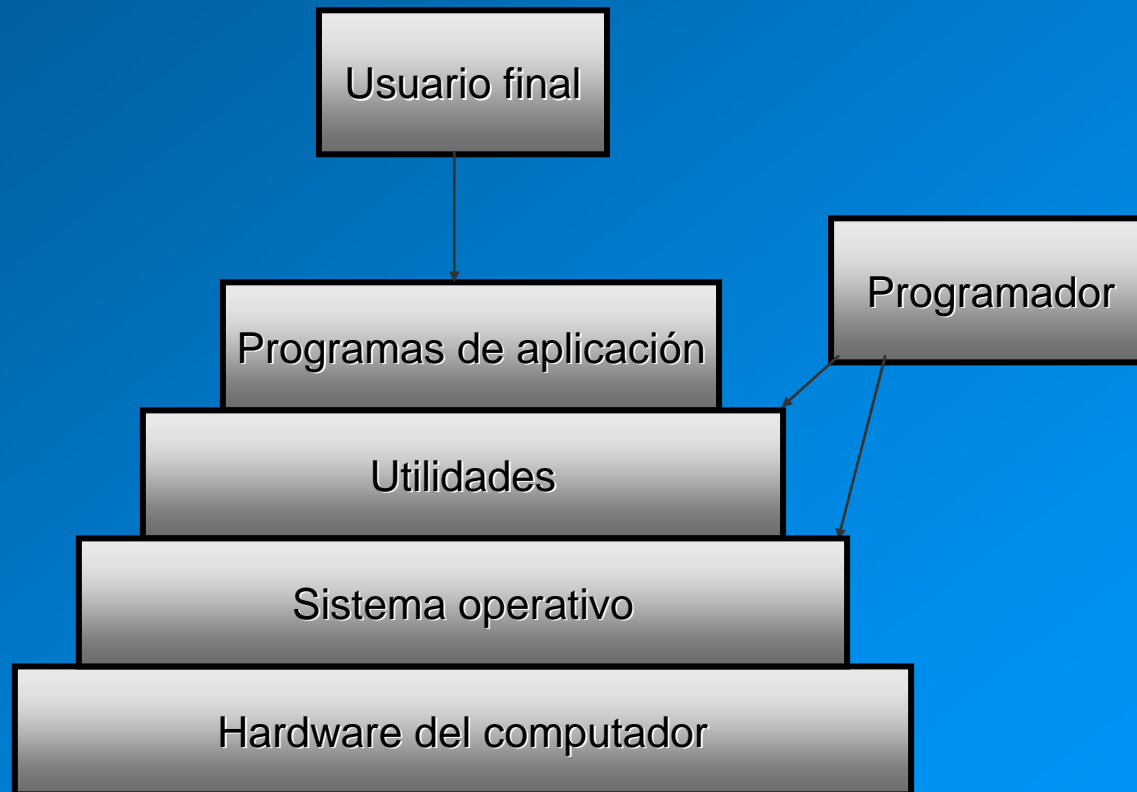 Usuario final
Programador
Programas de aplicación
Utilidades
Sistema operativo
Hardware del computador